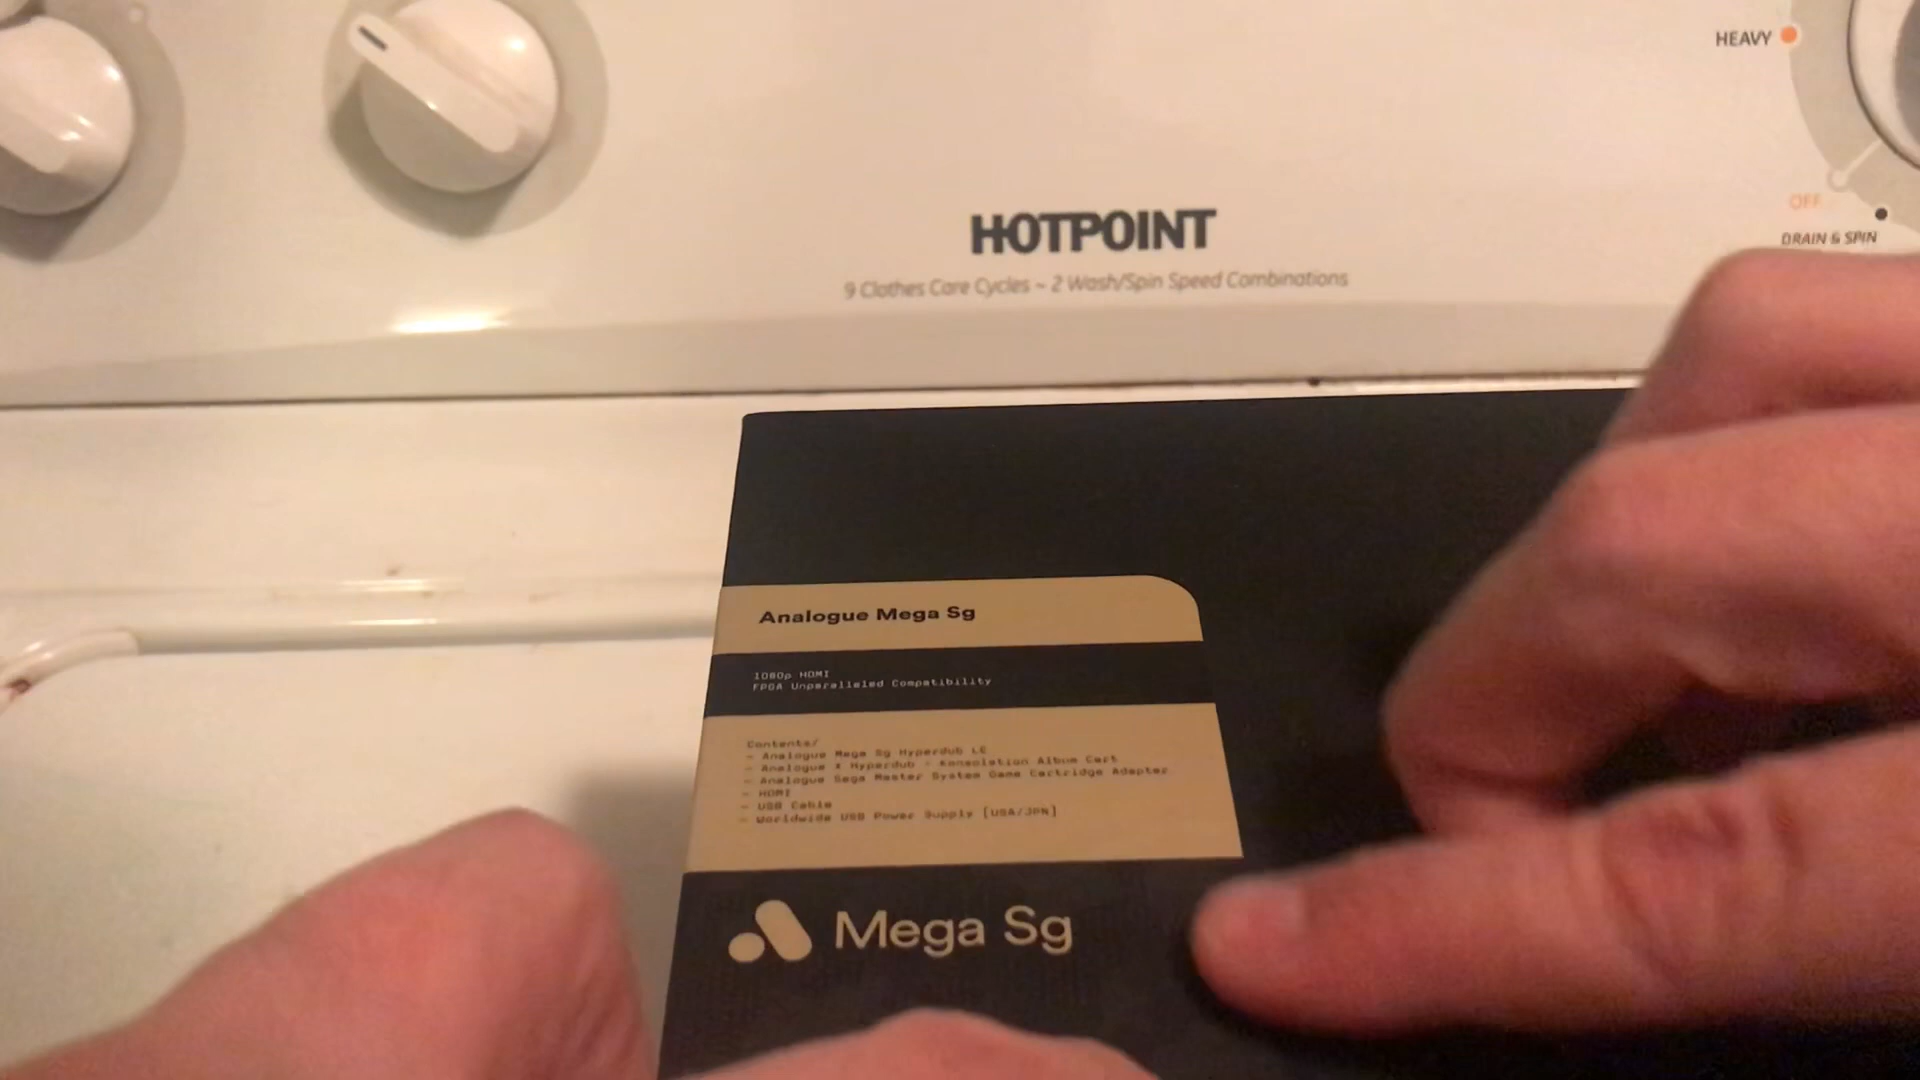 HEAVY
OFF
DRAIN & SPIN
HOTPOINT
9 Clothes Care Cycles ~ 2 Wash/Spin Speed Combinations
Analogue Mega Sg
1080p HDMI
FPGA Unparalleled Compatibility
Contents/
- Analogue Mega Sg Hyperdub LE
- Analogue x Hyperdub - Konsolation Album Cart
- Analogue Sega Master System Game Cartridge Adapter
- HDMI
- USB Cable
- Worldwide USB Power Supply [USA/JPN]
Mega Sg